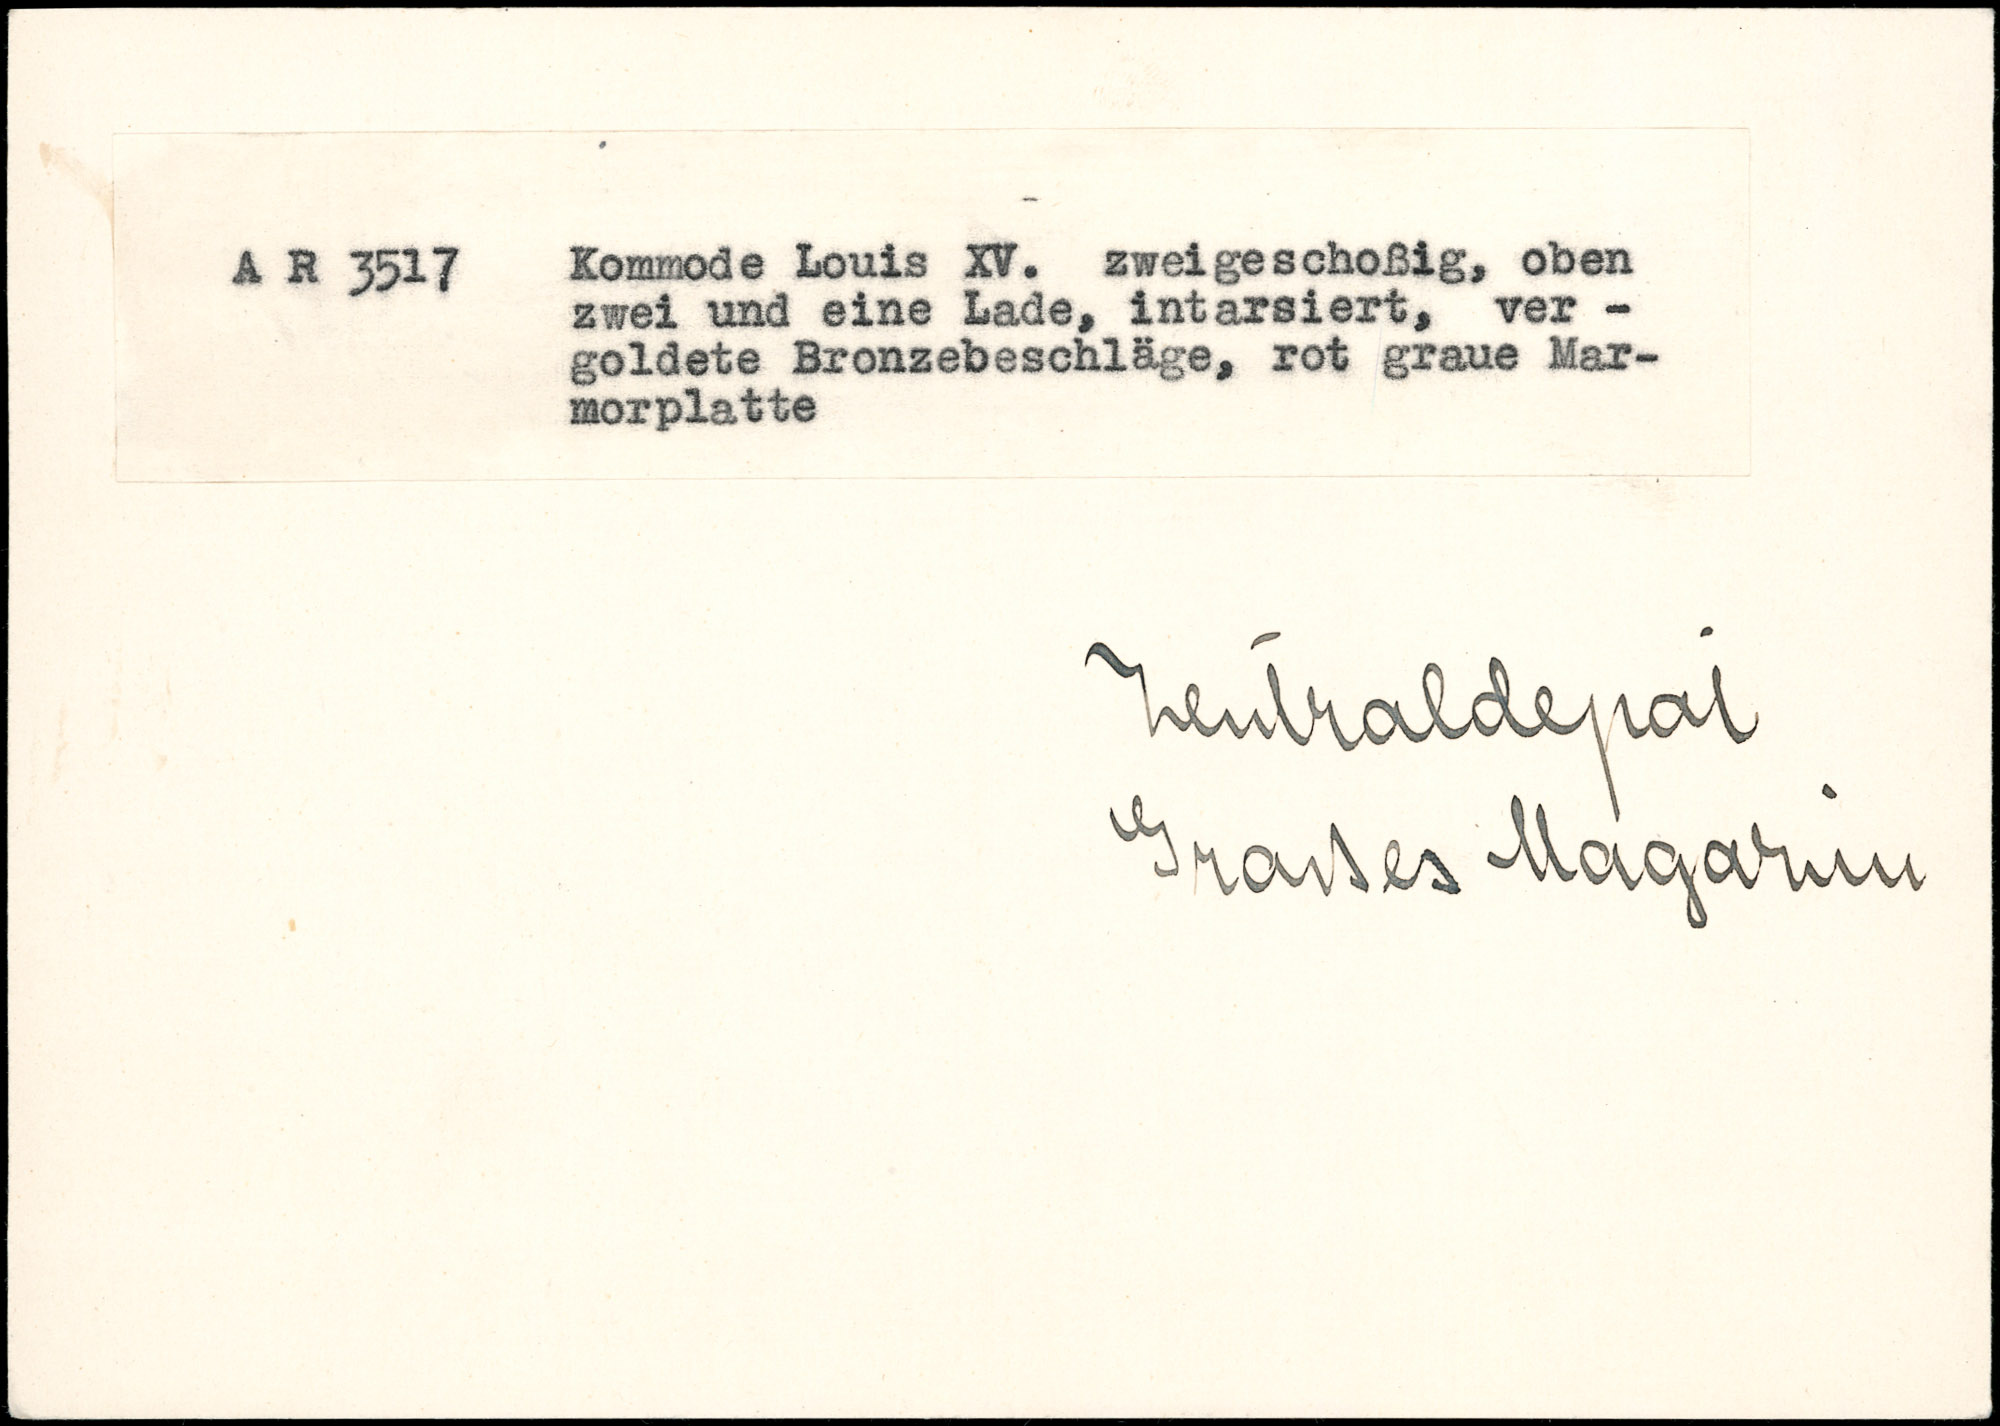 A R 3517 Kommode Louis XV. zweigeschoßig, oben
zwei und eine Lade, intarsiert, ver -
goldete Bronzebeschläge, rot graue Mar-
morplatte
Zentraldepot
Grosses Magazin